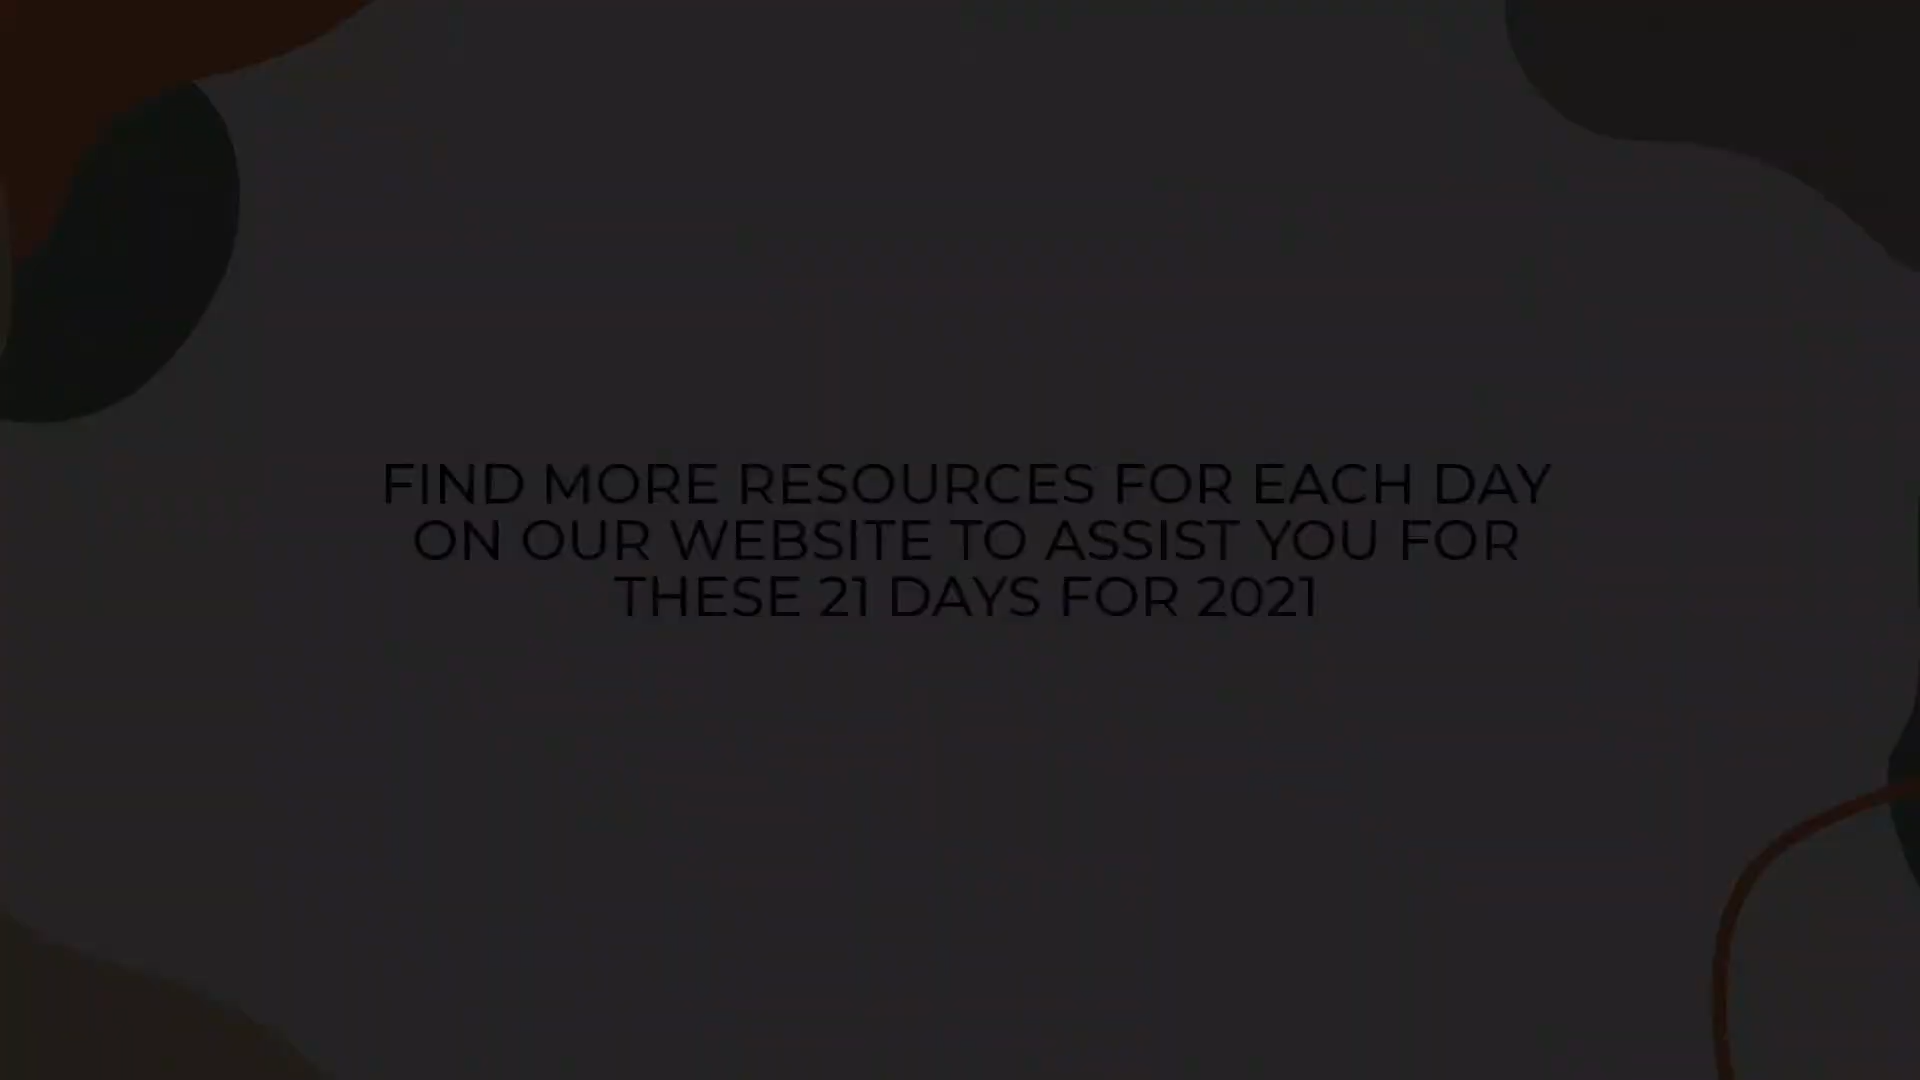 FIND MORE RESOURCES FOR EACH DAY
ON OUR WEBSITE TO ASSIST YOU FOR
THESE 21 DAYS FOR 2021